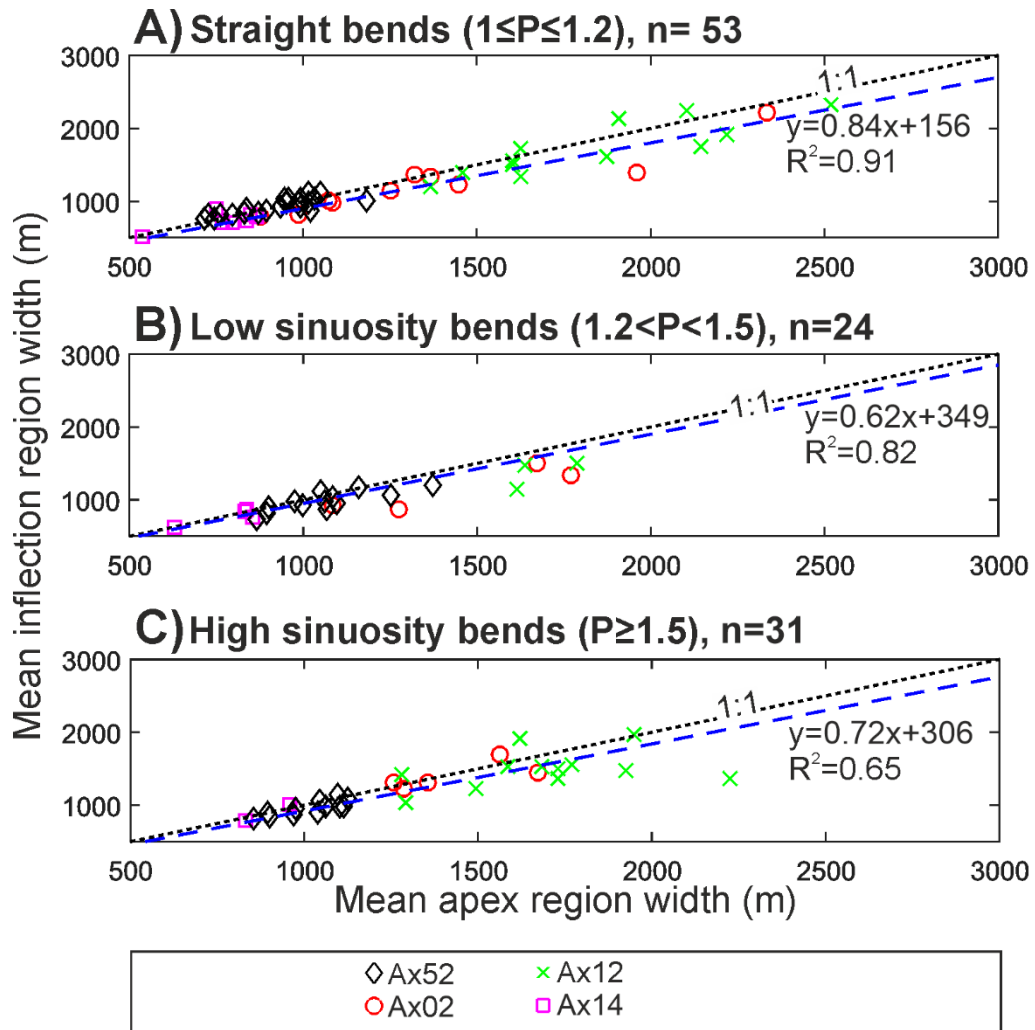 A) Straight bends (1≤P≤1.2), n= 53
3000
1:1
y=0.84x+156
R²=0.91
2000
1000
500 1000 1500 2000 2500 3000
B) Low sinuosity bends (1.2<P<1.5), n=24
3000
1:1
y=0.62x+349
R²=0.82
2000
1000
500 1000 1500 2000 2500 3000
C) High sinuosity bends (P≥1.5), n=31
3000
1:1
y=0.72x+306
R²=0.65
2000
1000
500 1000 1500 2000 2500 3000
Mean inflection region width (m)
Mean apex region width (m)
Ax52 Ax12
Ax02 Ax14